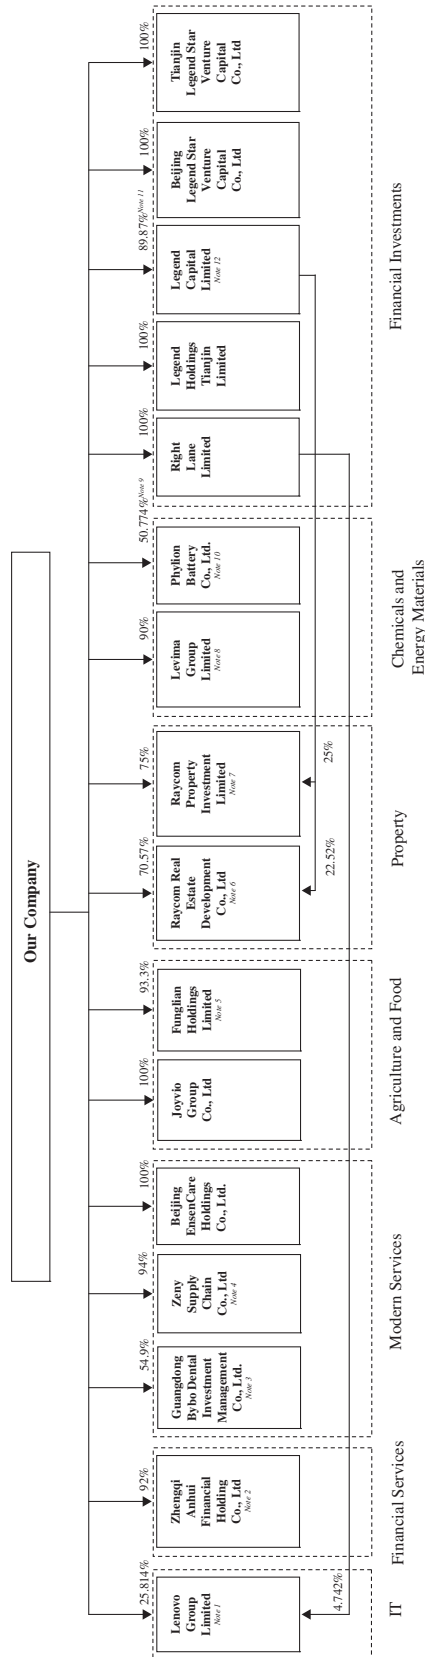 Our Company
25.814%
92%
54.9%
94%
100%
100%
93.3%
70.57%
75%
90%
50.774%Note 9
100%
100%
89.87%Note 11
100%
100%
Lenovo
Group
Limited
Note 1
Zhengqi
Anhui
Financial
Holding
Co., Ltd
Note 2
Guangdong
Bybo Dental
Investment
Management
Co., Ltd.
Note 3
Zeny
Supply
Chain
Co., Ltd
Note 4
Beijing
EnsenCare
Holdings
Co., Ltd.
Joyvio
Group
Co., Ltd
Funglian
Holdings
Limited
Note 5
Raycom Real
Estate
Development
Co., Ltd
Note 6
Raycom
Property
Investment
Limited
Note 7
Levima
Group
Limited
Note 8
Phylion
Battery
Co., Ltd.
Note 10
Right
Lane
Limited
Legend
Holdings
Tianjin
Limited
Legend
Capital
Limited
Note 12
Beijing
Legend Star
Venture
Capital
Co., Ltd
Tianjin
Legend Star
Venture
Capital
Co., Ltd
4.742%
22.52%
25%
IT
Financial Services
Modern Services
Agriculture and Food
Property
Chemicals and
Energy Materials
Financial Investments